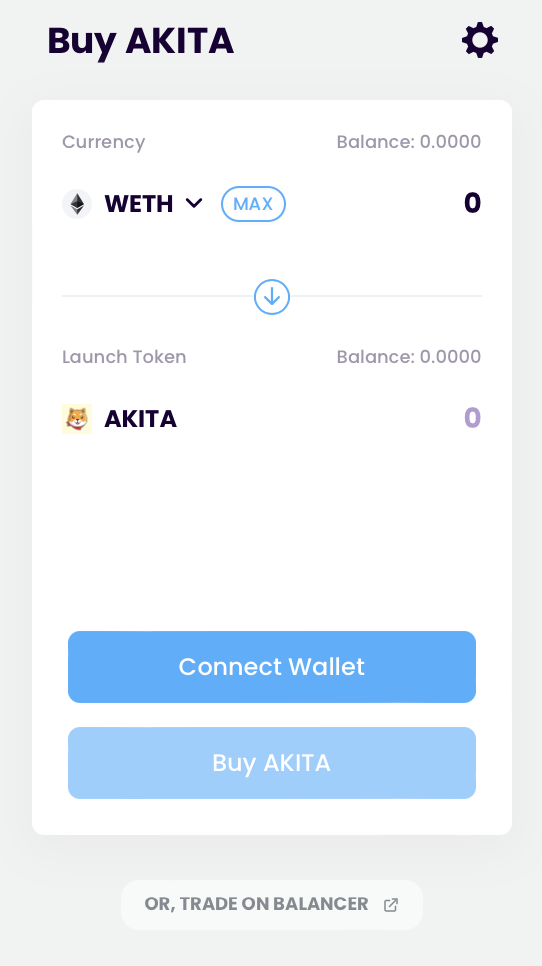 Buy AKITA
Currency Balance: 0.0000
WETH MAX 0
Launch Token Balance: 0.0000
AKITA 0
Connect Wallet
Buy AKITA
OR, TRADE ON BALANCER